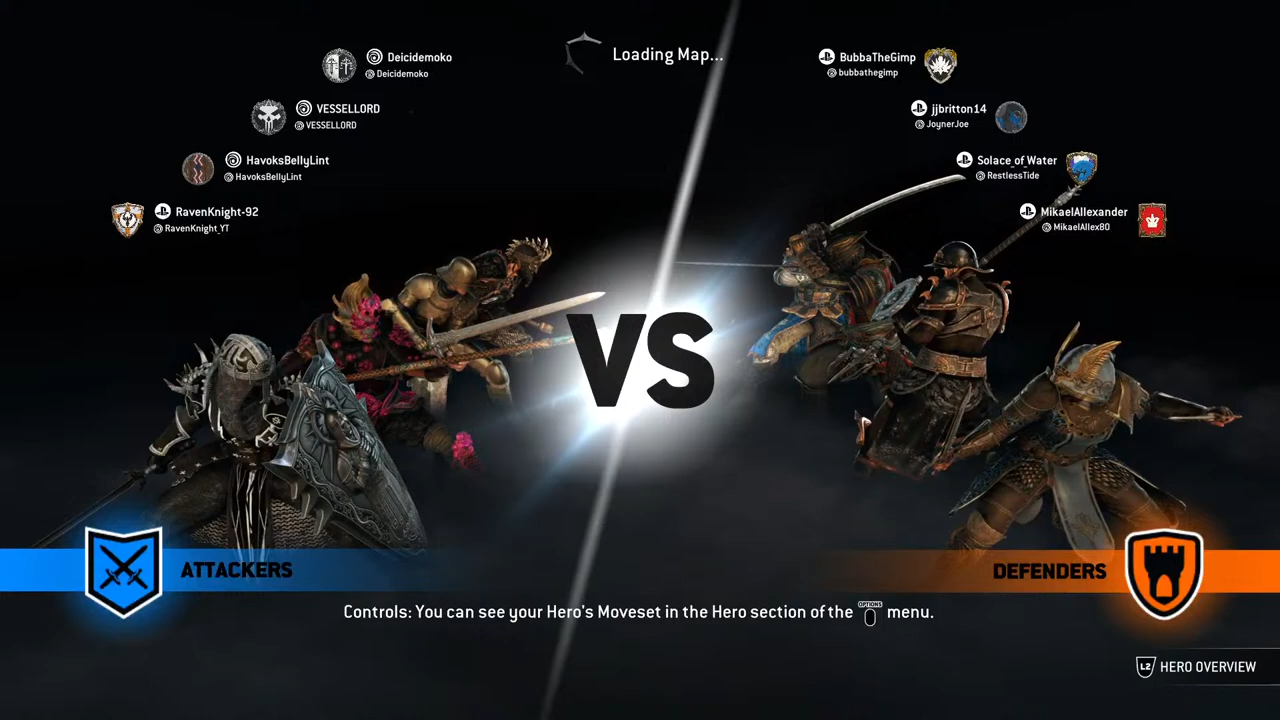 Loading Map...
Deicidemoko
Deicidemoko
VESSELLORD
VESSELLORD
HavoksBellyLint
HavoksBellyLint
RavenKnight-92
RavenKnight_YT
BubbaTheGimp
bubbathegimp
jjbritton14
JoynerJoe
Solace_of_Water
RestlessTide
MikaelAllexander
MikaelAllex80
VS
ATTACKERS
DEFENDERS
Controls: You can see your Hero's Moveset in the Hero section of the OPTIONS menu.
L2 HERO OVERVIEW